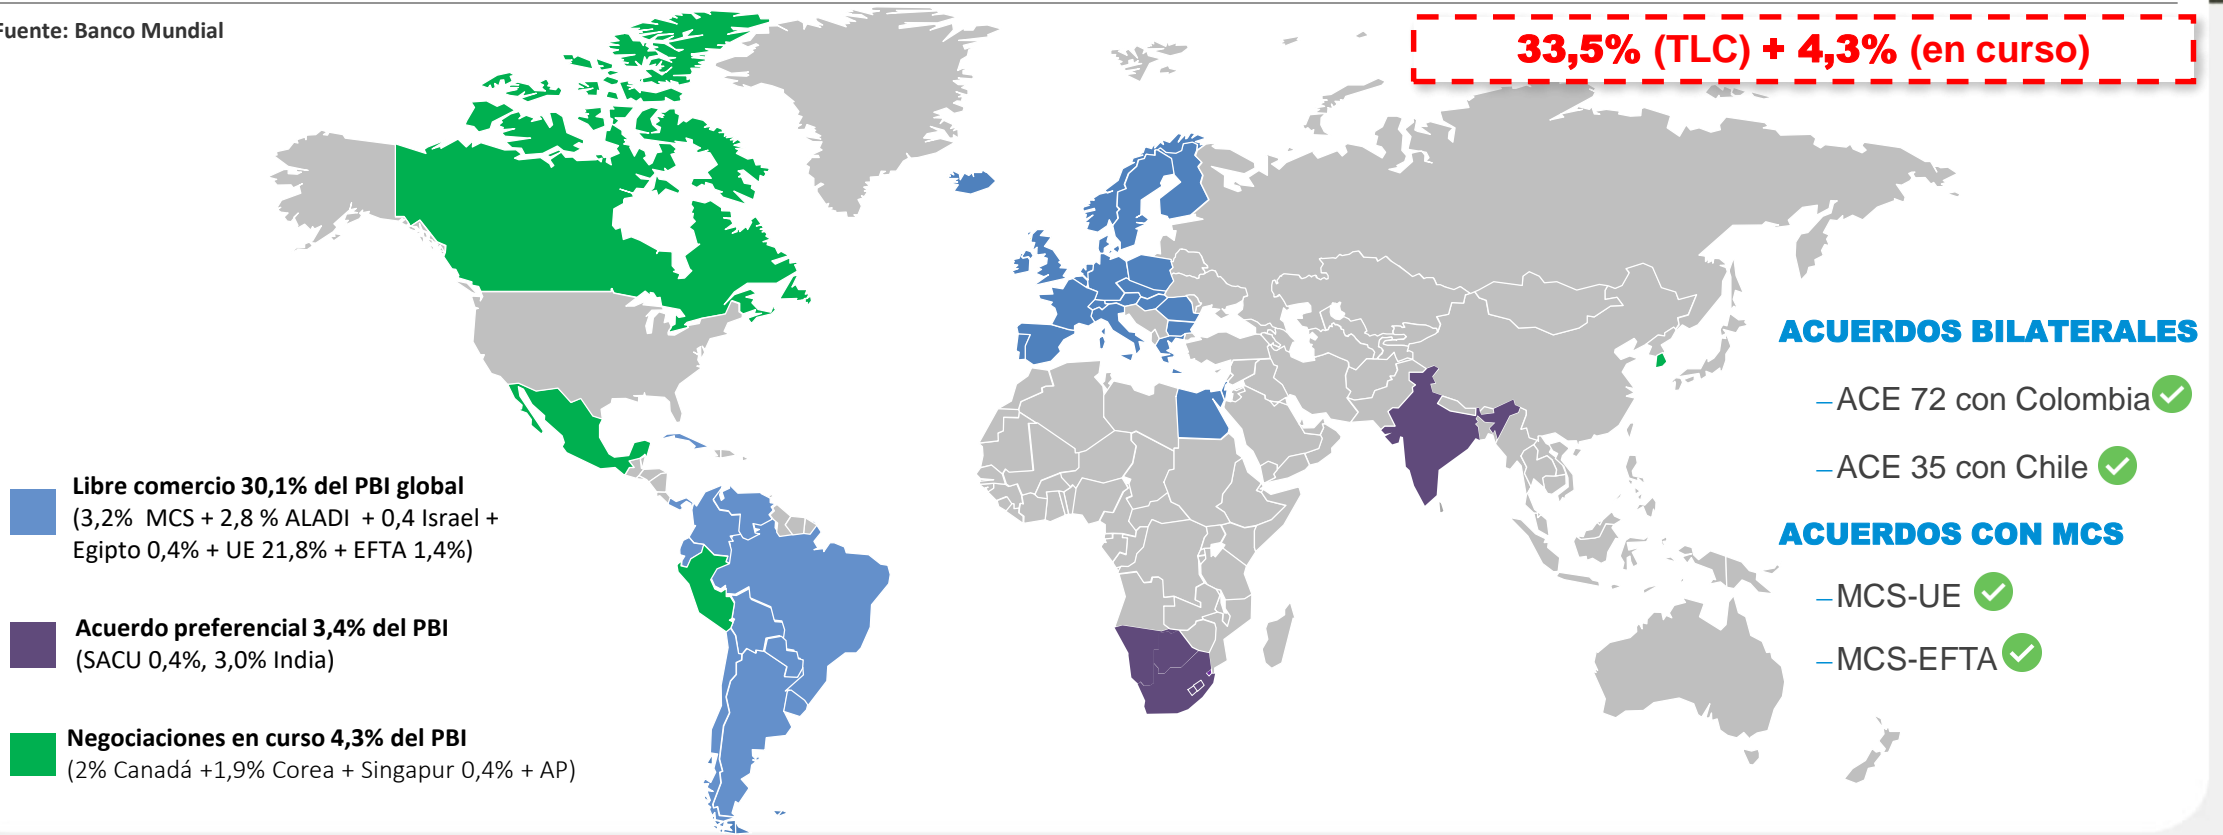 Fuente: Banco Mundial
33,5% (TLC) + 4,3% (en curso)
Libre comercio 30,1% del PBI global
(3,2% MCS + 2,8 % ALADI + 0,4 Israel +
Egipto 0,4% + UE 21,8% + EFTA 1,4%)
Acuerdo preferencial 3,4% del PBI
(SACU 0,4%, 3,0% India)
Negociaciones en curso 4,3% del PBI
(2% Canadá +1,9% Corea + Singapur 0,4% + AP)
ACUERDOS BILATERALES
–ACE 72 con Colombia
–ACE 35 con Chile
ACUERDOS CON MCS
–MCS-UE
–MCS-EFTA